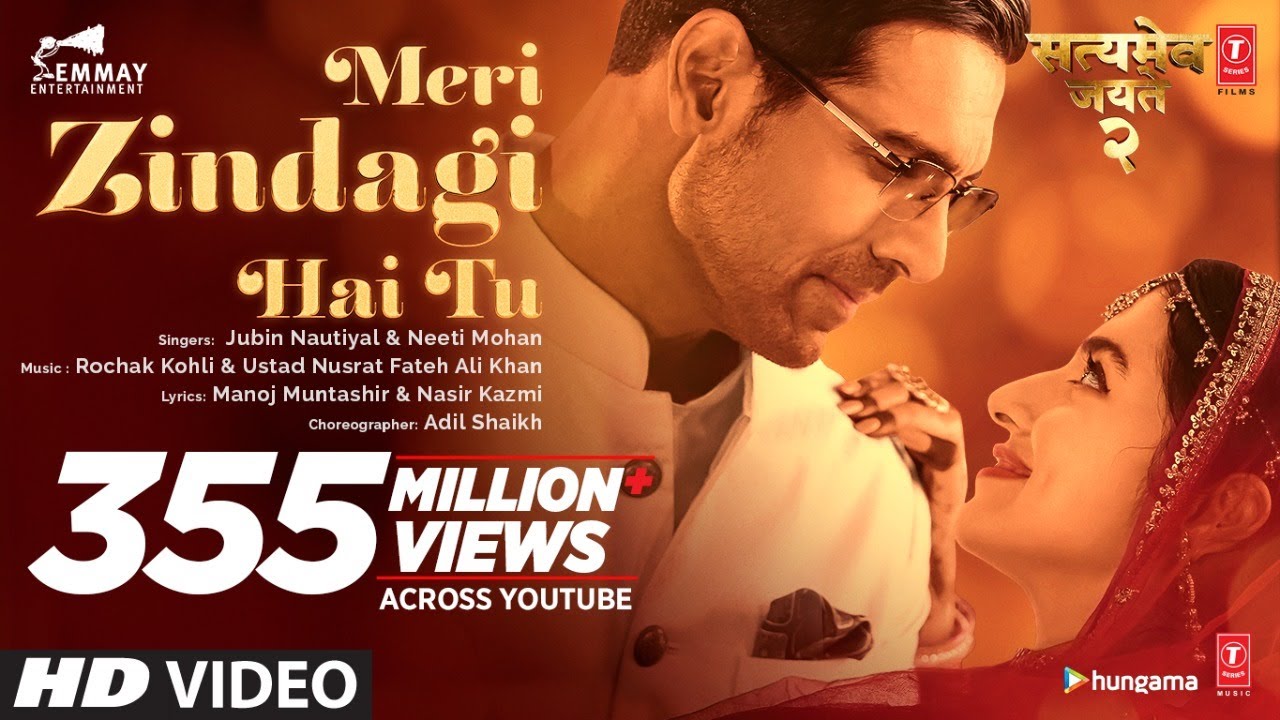 EMMAY
ENTERTAINMENT
Meri
Zindagi
Hai Tu
Singers: Jubin Nautiyal & Neeti Mohan
Music : Rochak Kohli & Ustad Nusrat Fateh Ali Khan
Lyrics: Manoj Muntashir & Nasir Kazmi
Choreographer: Adil Shaikh
355 MILLION+
VIEWS
ACROSS YOUTUBE
HD VIDEO
सत्यमेव
जयते
२
T
SERIES
FILMS
hungama
T
SERIES
MUSIC